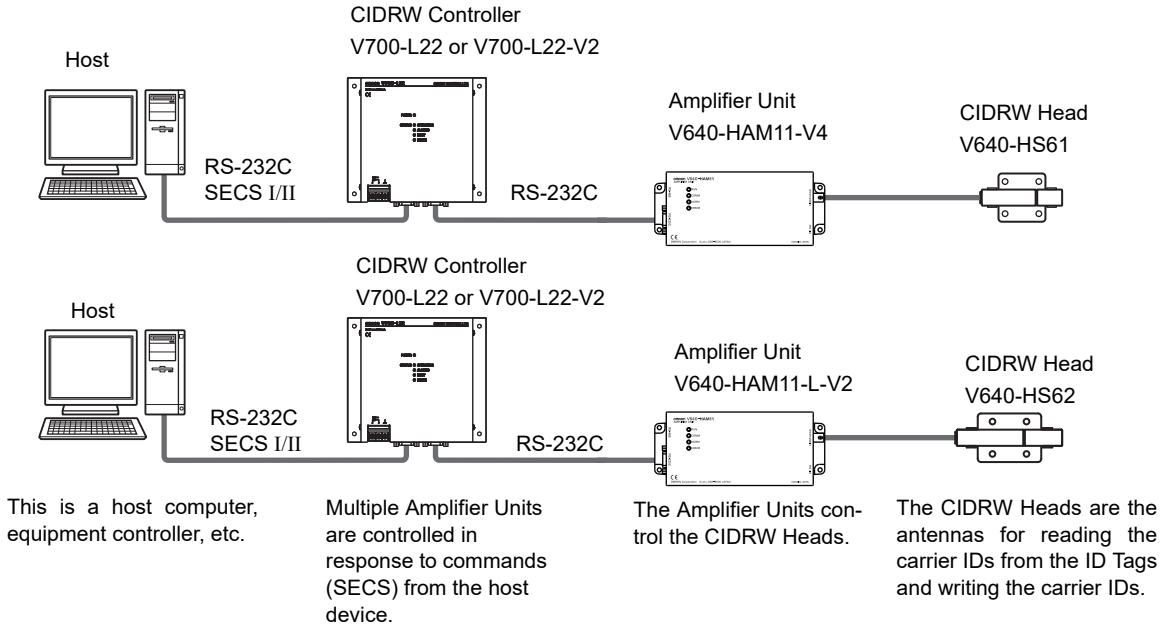 CIDRW Controller
V700-L22 or V700-L22-V2
Host
Amplifier Unit
V640-HAM11-V4
CIDRW Head
V640-HS61
RS-232C
SECS I/II
RS-232C
V640-HAM11
CIDRW Controller
V700-L22 or V700-L22-V2
Host
Amplifier Unit
V640-HAM11-L-V2
CIDRW Head
V640-HS62
RS-232C
SECS I/II
RS-232C
V640-HAM11
This is a host computer,
equipment controller, etc.
Multiple Amplifier Units
are controlled in
response to commands
(SECS) from the host
device.
The Amplifier Units con-
trol the CIDRW Heads.
The CIDRW Heads are the
antennas for reading the
carrier IDs from the ID Tags
and writing the carrier IDs.